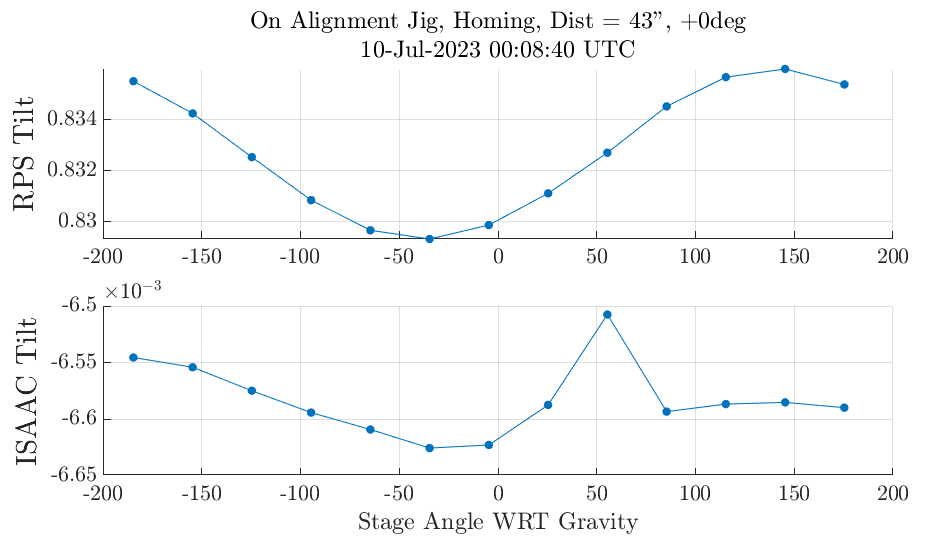 On Alignment Jig, Homing, Dist = 43", +0deg
10-Jul-2023 00:08:40 UTC
RPS Tilt
0.834
0.832
0.83
-200 -150 -100 -50 0 50 100 150 200
×10⁻³
ISAAC Tilt
-6.5
-6.55
-6.6
-6.65
-200 -150 -100 -50 0 50 100 150 200
Stage Angle WRT Gravity